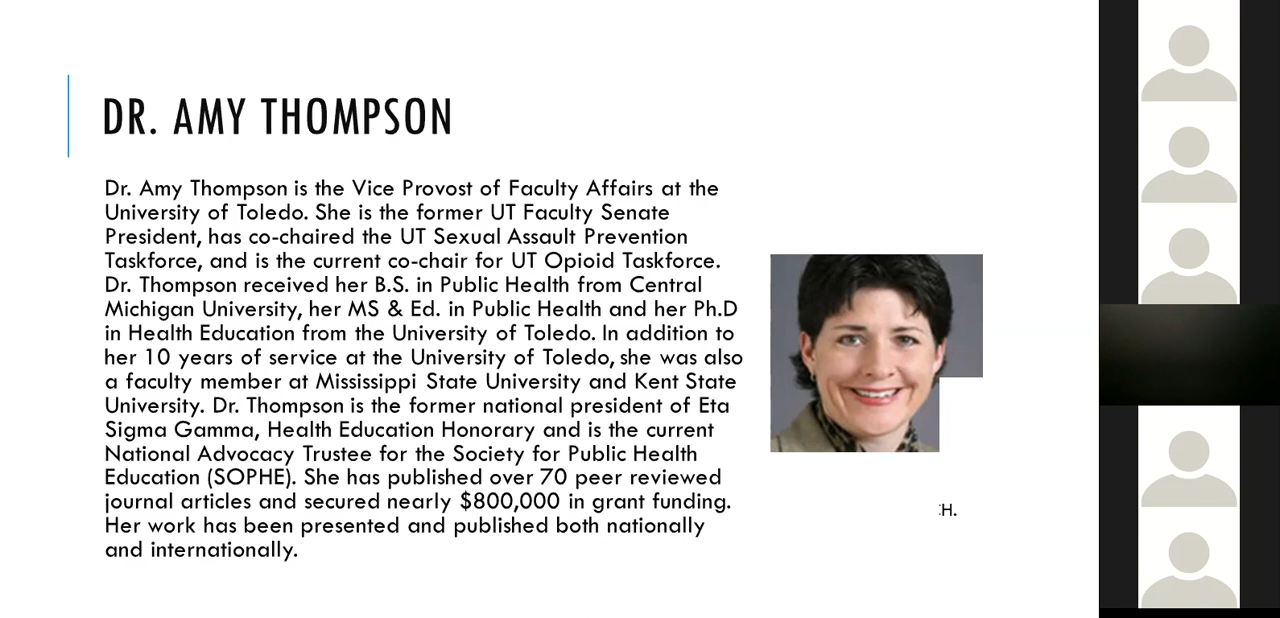 DR. AMY THOMPSON
Dr. Amy Thompson is the Vice Provost of Faculty Affairs at the
University of Toledo. She is the former UT Faculty Senate
President, has co-chaired the UT Sexual Assault Prevention
Taskforce, and is the current co-chair for UT Opioid Taskforce.
Dr. Thompson received her B.S. in Public Health from Central
Michigan University, her MS & Ed. in Public Health and her Ph.D
in Health Education from the University of Toledo. In addition to
her 10 years of service at the University of Toledo, she was also
a faculty member at Mississippi State University and Kent State
University. Dr. Thompson is the former national president of Eta
Sigma Gamma, Health Education Honorary and is the current
National Advocacy Trustee for the Society for Public Health
Education (SOPHE). She has published over 70 peer reviewed
journal articles and secured nearly $800,000 in grant funding.
Her work has been presented and published both nationally
and internationally.
H.